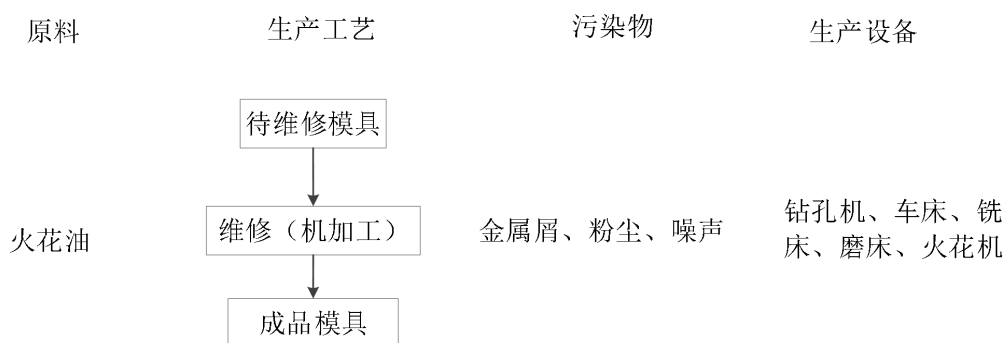 原料 生产工艺 污染物 生产设备
待维修模具
火花油 维修（机加工） 金属屑、粉尘、噪声 钻孔机、车床、铣
床、磨床、火花机
成品模具